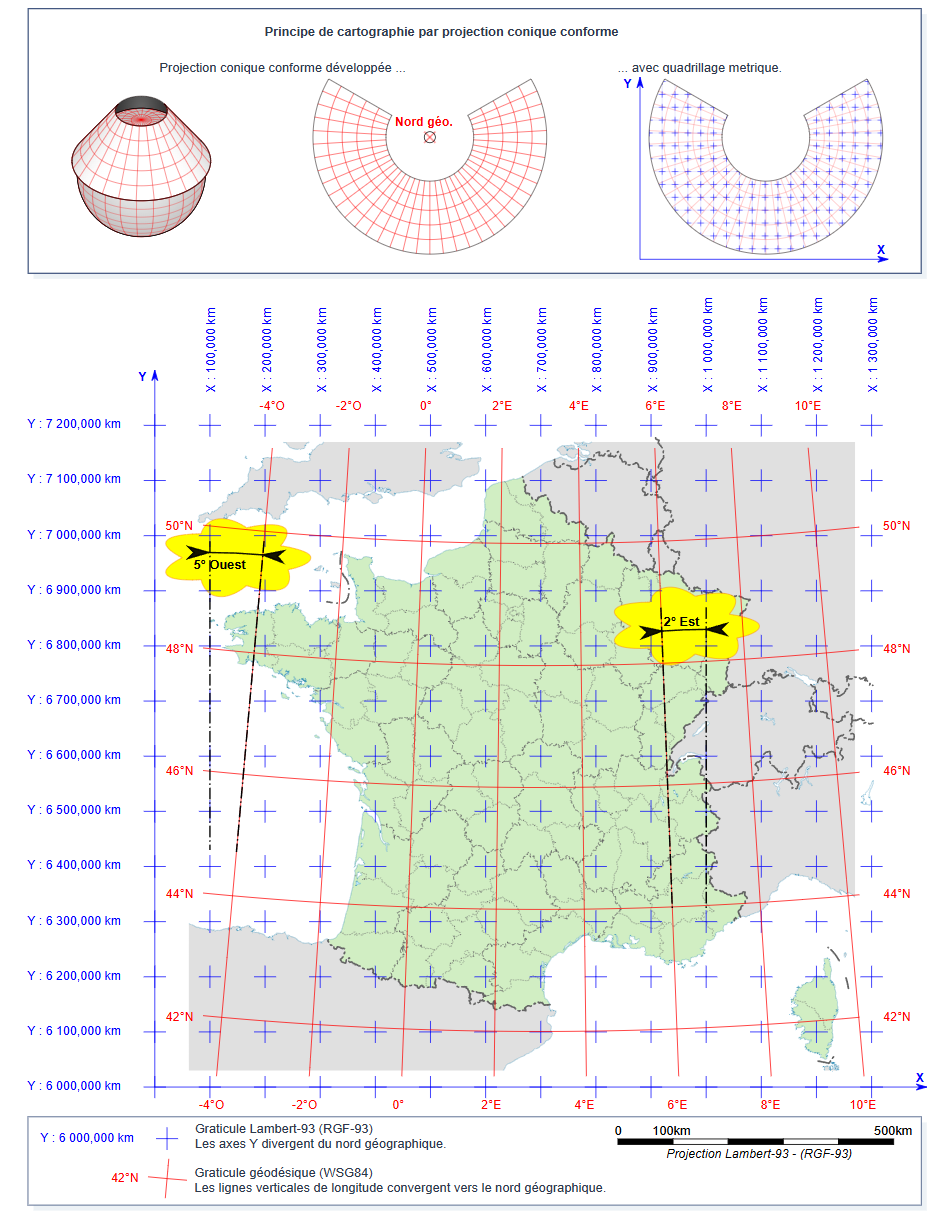 Principe de cartographie par projection conique conforme
Projection conique conforme développée ...
... avec quadrillage metrique.
Y
Nord géo.
X
X : 100,000 km
X : 200,000 km
X : 300,000 km
X : 400,000 km
X : 500,000 km
X : 600,000 km
X : 700,000 km
X : 800,000 km
X : 900,000 km
X : 1 000,000 km
X : 1 100,000 km
X : 1 200,000 km
X : 1 300,000 km
Y
-4°O
-2°O
0°
2°E
4°E
6°E
8°E
10°E
Y : 7 200,000 km
Y : 7 100,000 km
50°N
50°N
Y : 7 000,000 km
5° Ouest
Y : 6 900,000 km
2° Est
Y : 6 800,000 km
48°N
48°N
Y : 6 700,000 km
Y : 6 600,000 km
46°N
46°N
Y : 6 500,000 km
Y : 6 400,000 km
44°N
44°N
Y : 6 300,000 km
Y : 6 200,000 km
42°N
42°N
Y : 6 100,000 km
X
Y : 6 000,000 km
-4°O
-2°O
0°
2°E
4°E
6°E
8°E
10°E
Y : 6 000,000 km
Graticule Lambert-93 (RGF-93)
Les axes Y divergent du nord géographique.
0 100km 500km
Projection Lambert-93 - (RGF-93)
42°N
Graticule géodésique (WSG84)
Les lignes verticales de longitude convergent vers le nord géographique.